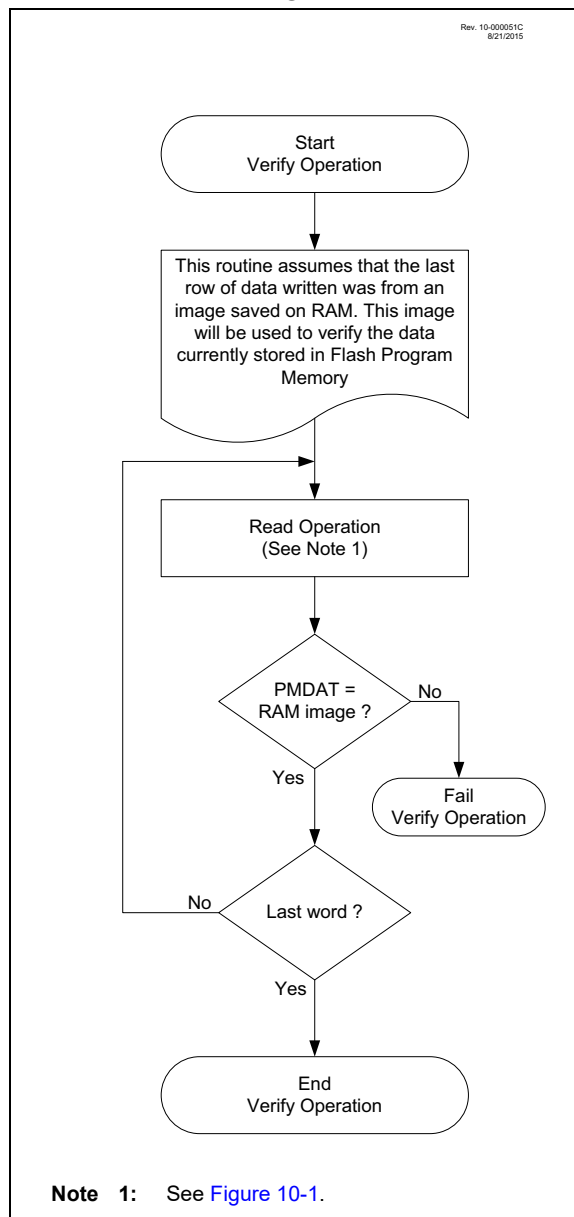 Rev. 10-000051C
8/21/2015
Start
Verify Operation
This routine assumes that the last
row of data written was from an
image saved on RAM. This image
will be used to verify the data
currently stored in Flash Program
Memory
Read Operation
(See Note 1)
PMDAT =
RAM image ?
No
Yes
Fail
Verify Operation
No
Last word ?
Yes
End
Verify Operation
Note 1: See Figure 10-1.